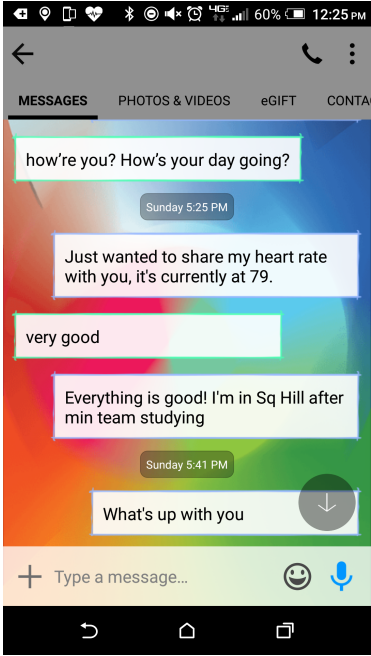 4G
60%
12:25 PM
MESSAGES
PHOTOS & VIDEOS
eGIFT
CONTA
how're you? How's your day going?
Sunday 5:25 PM
Just wanted to share my heart rate
with you, it's currently at 79.
very good
Everything is good! I'm in Sq Hill after
min team studying
Sunday 5:41 PM
What's up with you
Type a message...